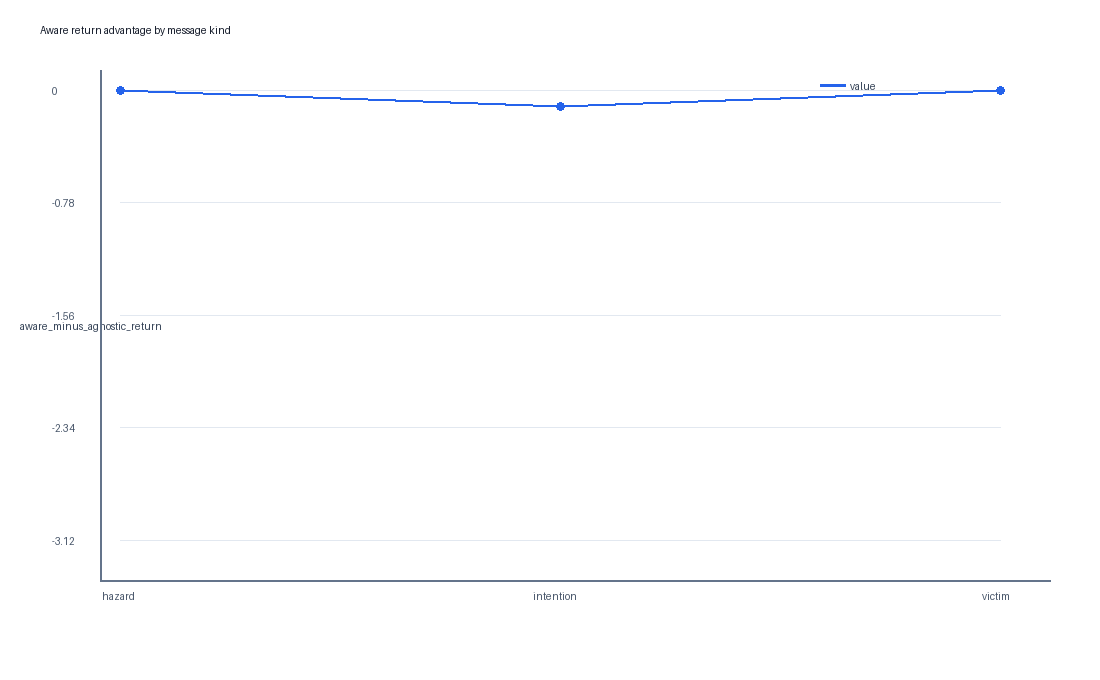 Aware return advantage by message kind
value
0
-0.78
-1.56
aware_minus_agnostic_return
-2.34
-3.12
hazard intention victim